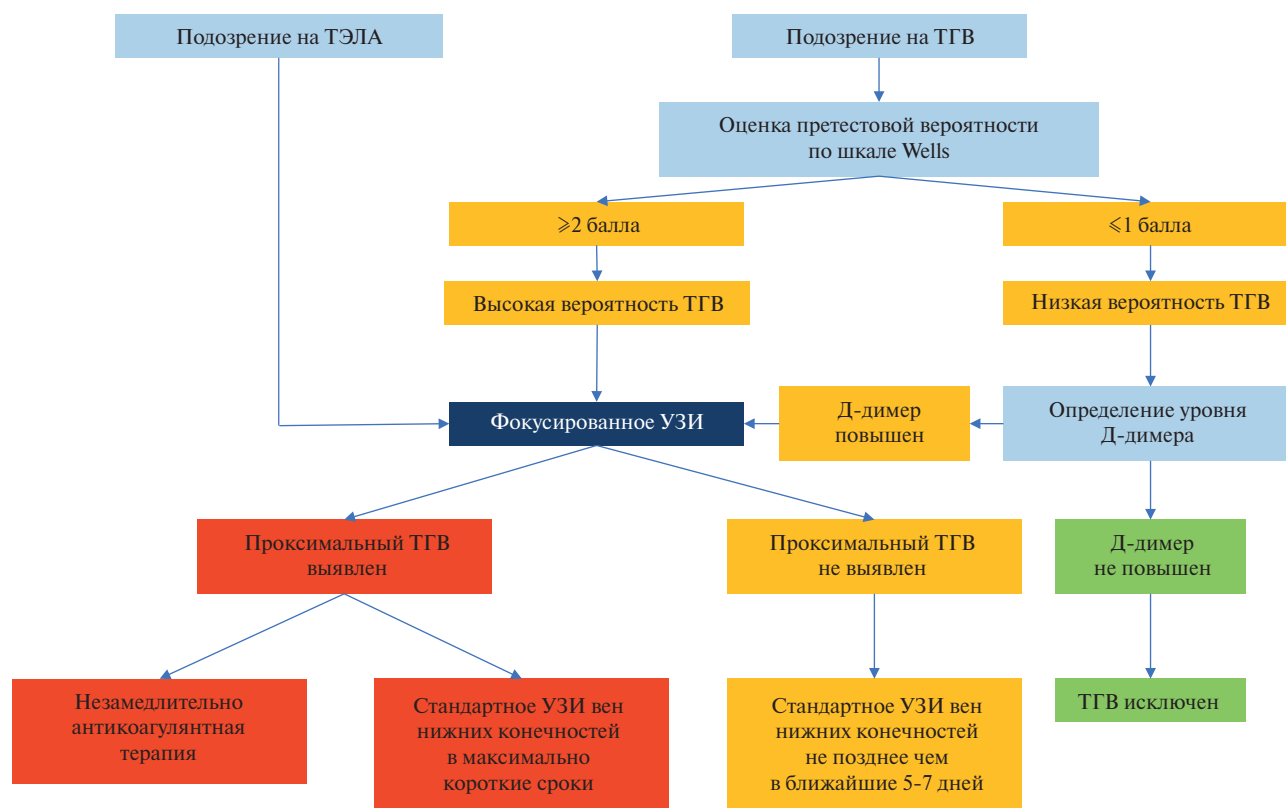 Подозрение на ТЭЛА
Подозрение на ТГВ
Оценка претестовой вероятности
по шкале Wells
⩾2 балла
⩽1 балла
Высокая вероятность ТГВ
Низкая вероятность ТГВ
Фокусированное УЗИ
Д-димер
повышен
Определение уровня
Д-димера
Проксимальный ТГВ
выявлен
Проксимальный ТГВ
не выявлен
Д-димер
не повышен
Незамедлительно
антикоагулянтная
терапия
Стандартное УЗИ вен
нижних конечностей
в максимально
короткие сроки
Стандартное УЗИ вен
нижних конечностей
не позднее чем
в ближайшие 5-7 дней
ТГВ исключен